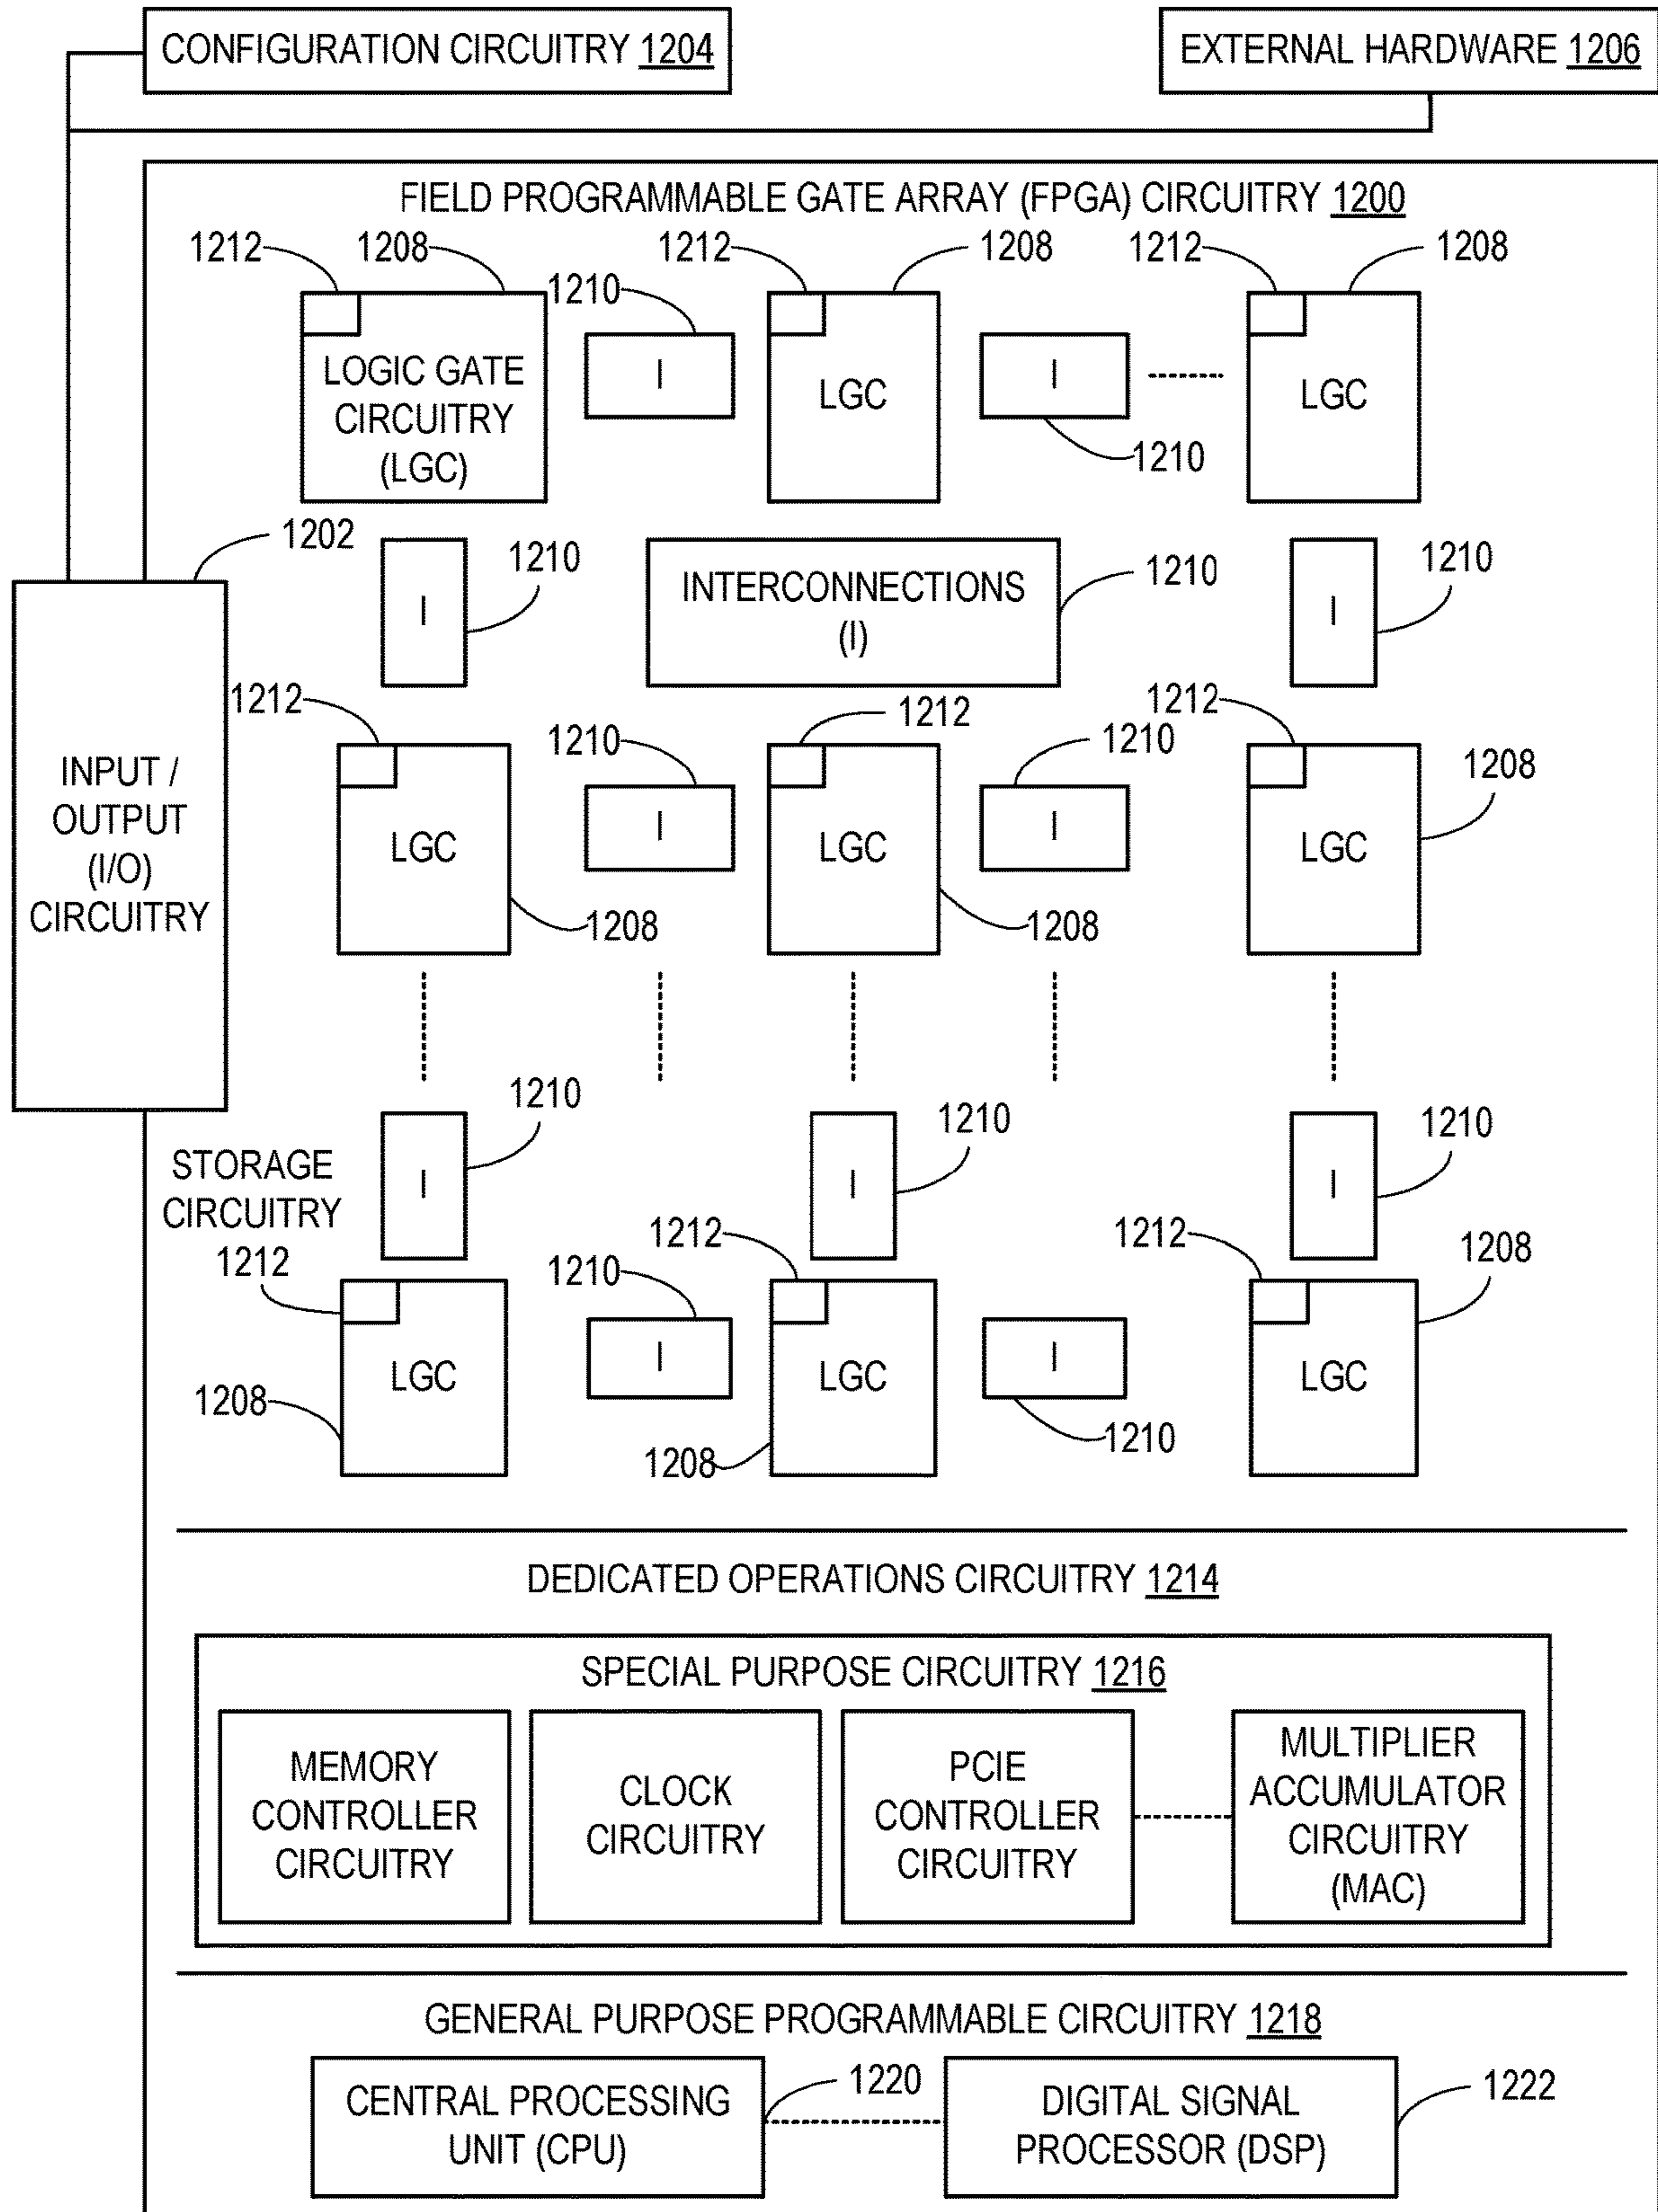 CONFIGURATION CIRCUITRY 1204
EXTERNAL HARDWARE 1206
FIELD PROGRAMMABLE GATE ARRAY (FPGA) CIRCUITRY 1200
1212
1208
1210
1212
1208
1212
1208
LOGIC GATE
CIRCUITRY
(LGC)
I
LGC
I
LGC
1210
1202
1210
I
INTERCONNECTIONS
(I)
1210
I
1210
1212
1210
1212
1210
1212
1208
INPUT /
OUTPUT
(I/O)
CIRCUITRY
LGC
I
LGC
I
LGC
1208
1208
1210
1210
1210
STORAGE
CIRCUITRY
1212
I
I
I
1210
1212
1212
1208
LGC
I
LGC
I
LGC
1208
1208
1210
DEDICATED OPERATIONS CIRCUITRY 1214
SPECIAL PURPOSE CIRCUITRY 1216
MEMORY
CONTROLLER
CIRCUITRY
CLOCK
CIRCUITRY
PCIE
CONTROLLER
CIRCUITRY
MULTIPLIER
ACCUMULATOR
CIRCUITRY
(MAC)
GENERAL PURPOSE PROGRAMMABLE CIRCUITRY 1218
CENTRAL PROCESSING
UNIT (CPU)
1220
DIGITAL SIGNAL
PROCESSOR (DSP)
1222